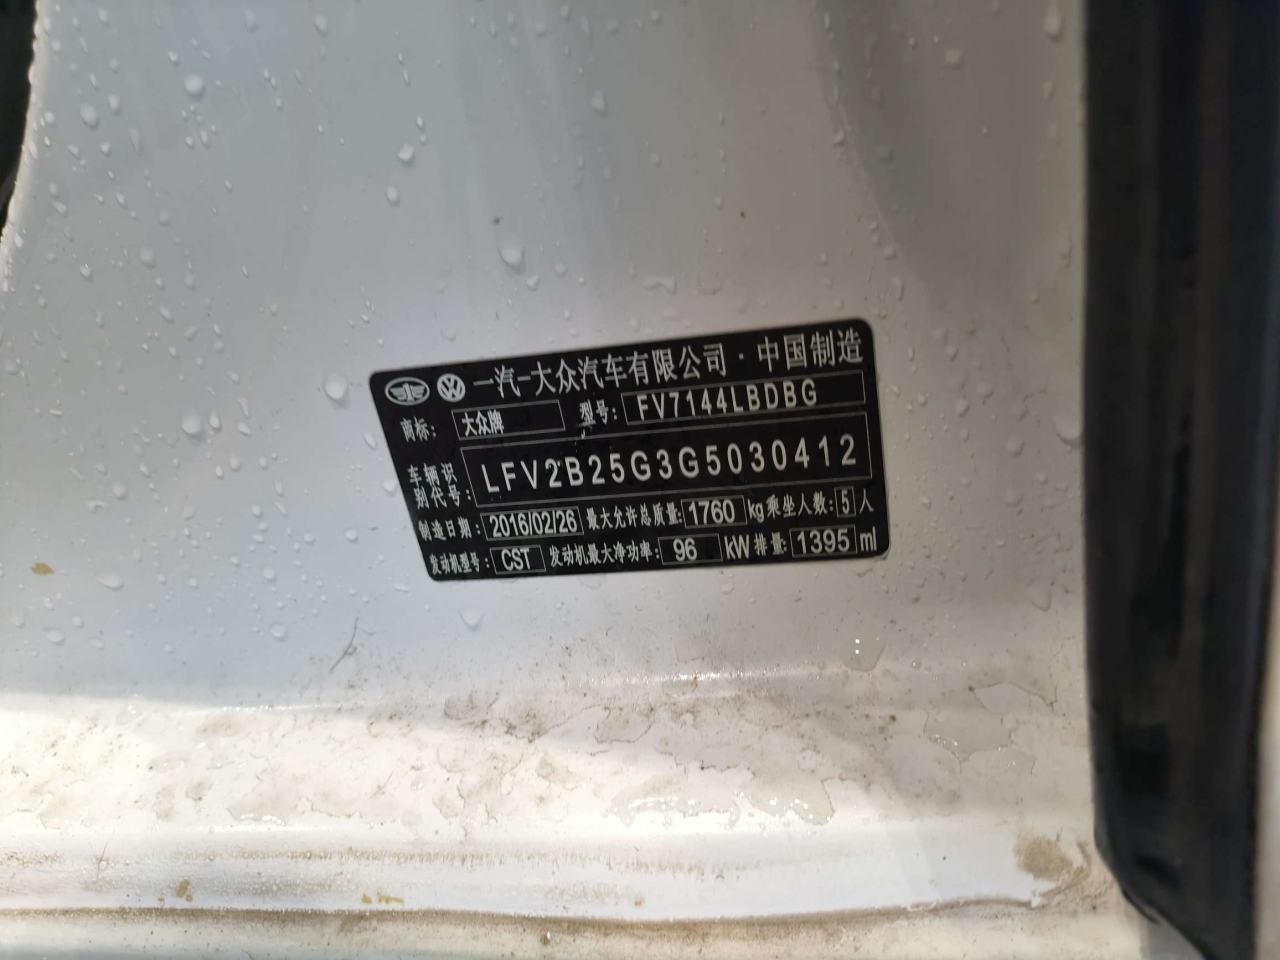 一汽-大众汽车有限公司·中国制造
商标: 大众牌 型号: FV7144LBDBG
车辆识别代号: LFV2B25G3G5030412
制造日期: 2016/02/26 最大允许总质量: 1760 kg 乘坐人数: 5 人
发动机型号: CST 发动机最大净功率: 96 kW 排量: 1395 ml